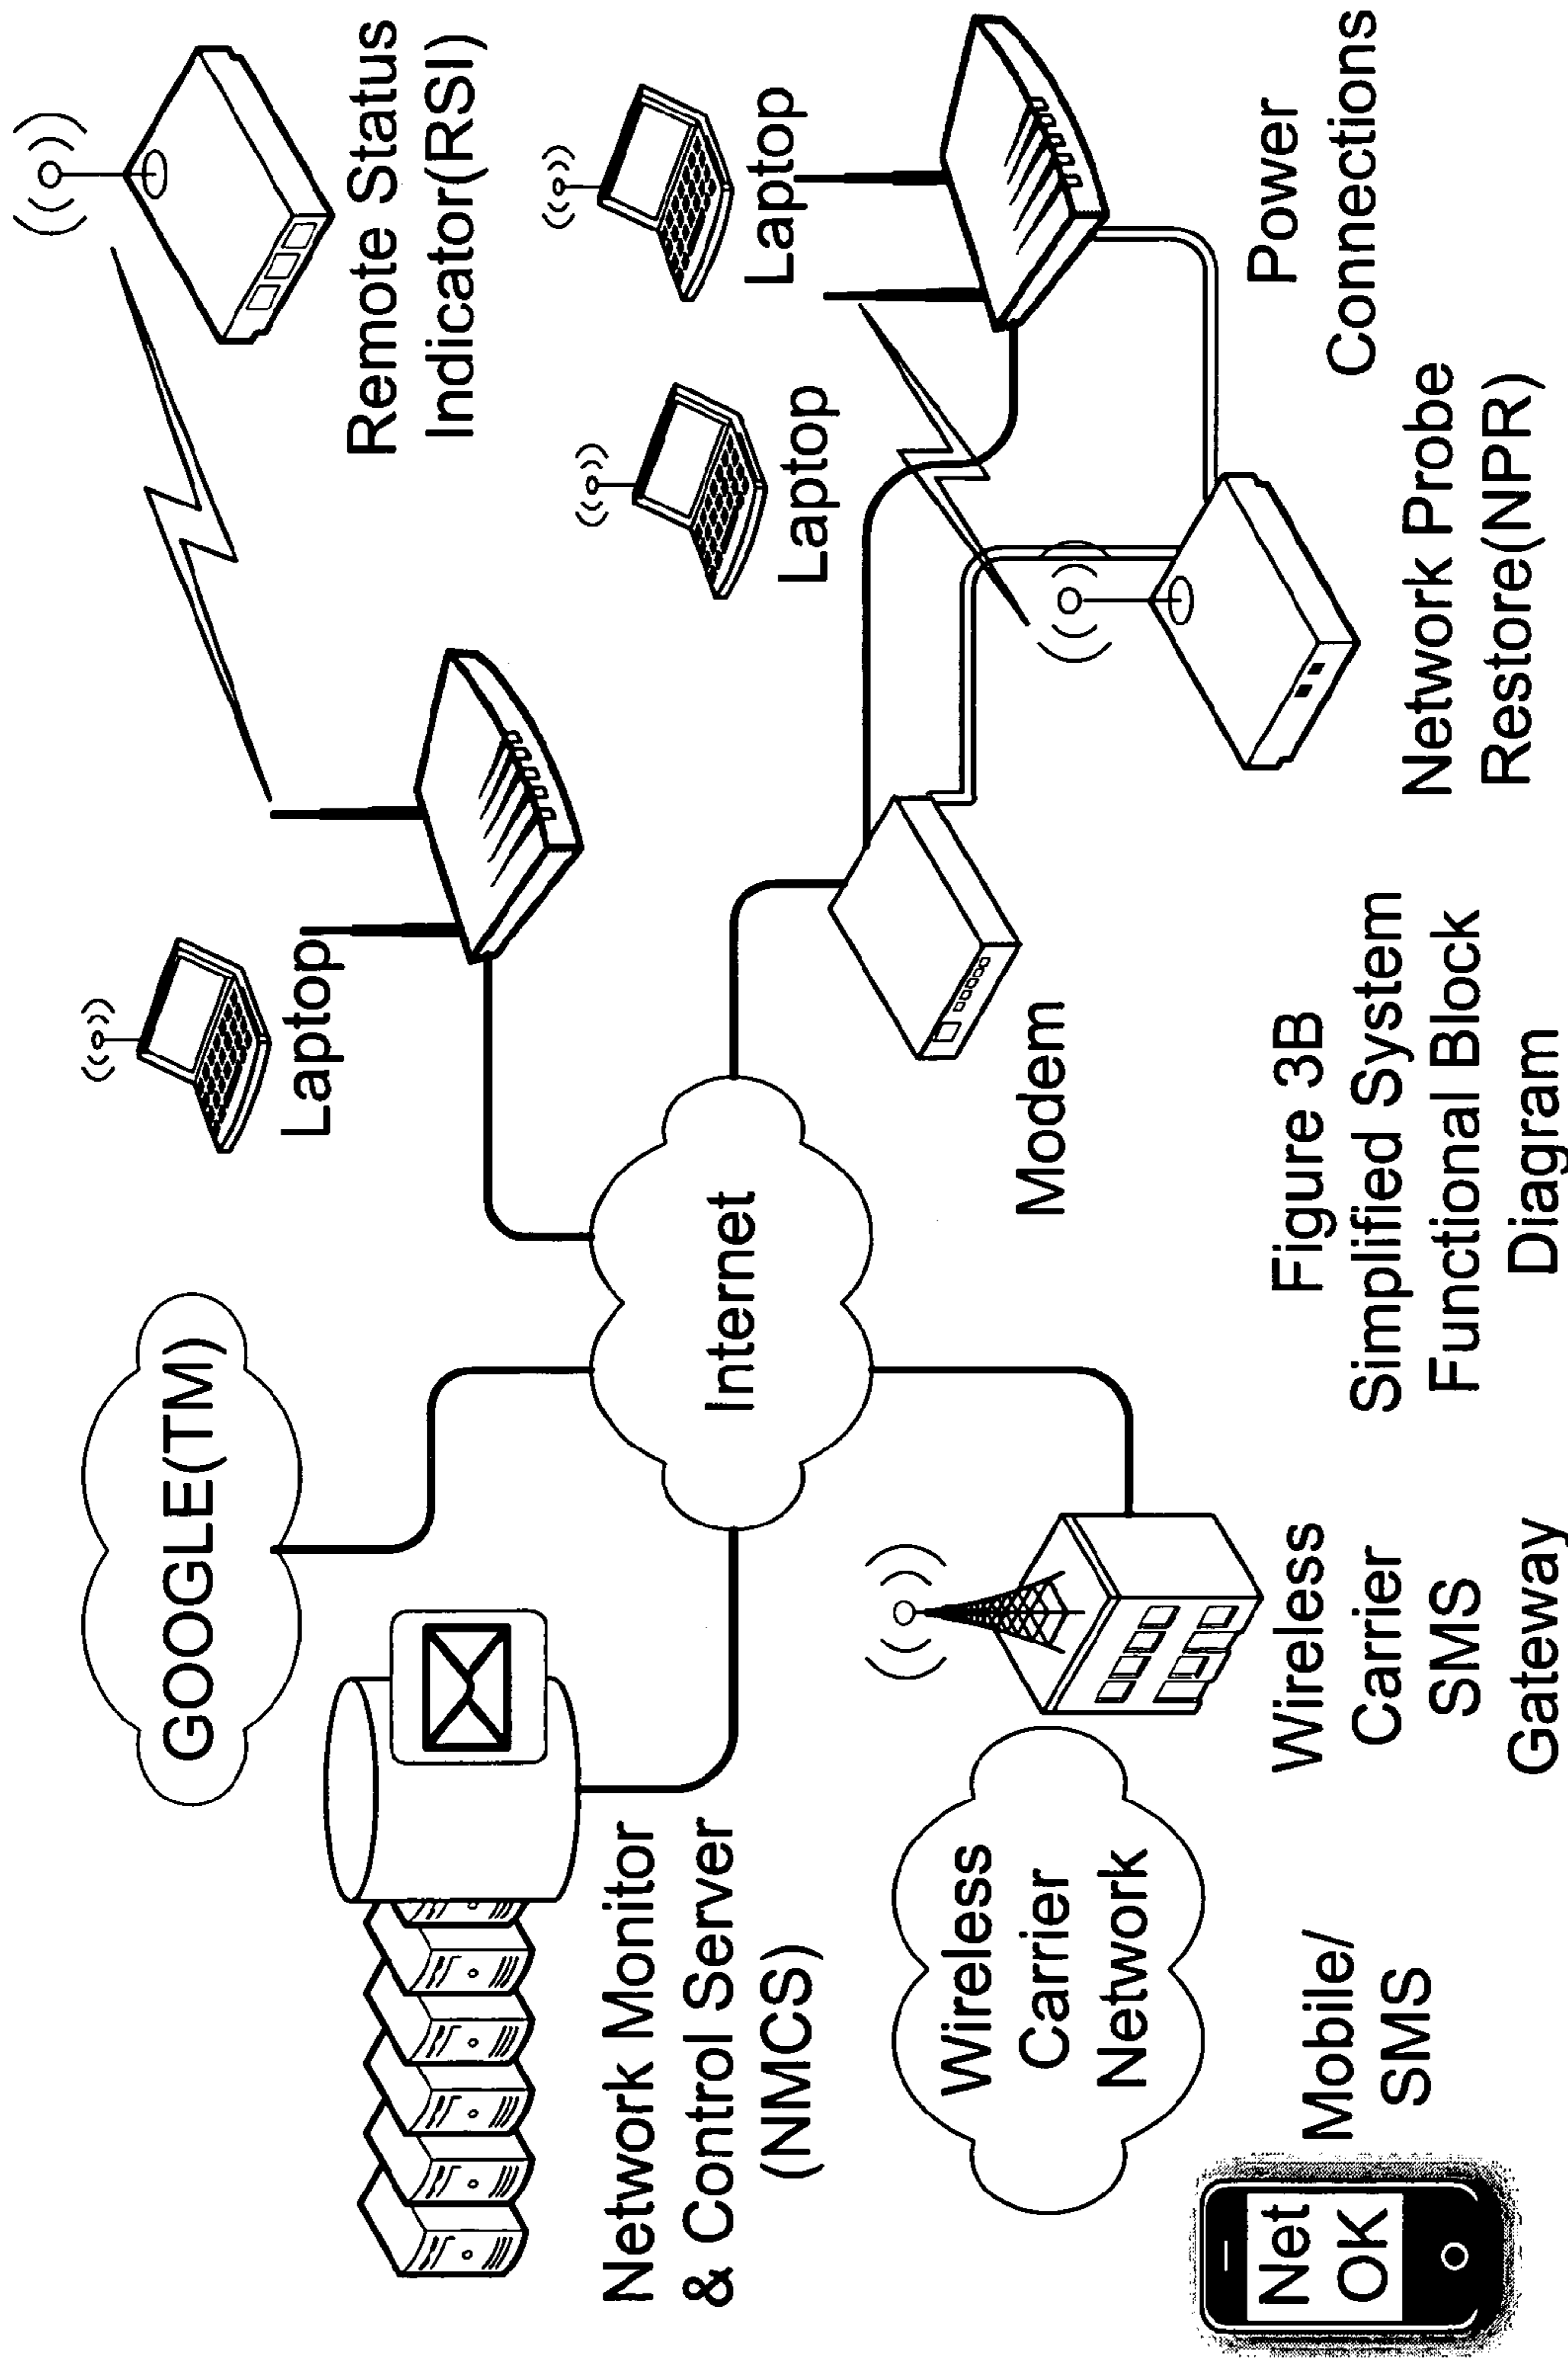 GOOGLE(TM)
Laptop
Remote Status
Indicator(RSI)
Network Monitor
& Control Server
(NMCS)
Internet
Laptop
Laptop
Wireless
Carrier
Network
Modem
Power
Connections
Mobile/
SMS
Net
OK
Wireless
Carrier
SMS
Gateway
Figure 3B
Simplified System
Functional Block
Diagram
Network Probe
Restore(NPR)